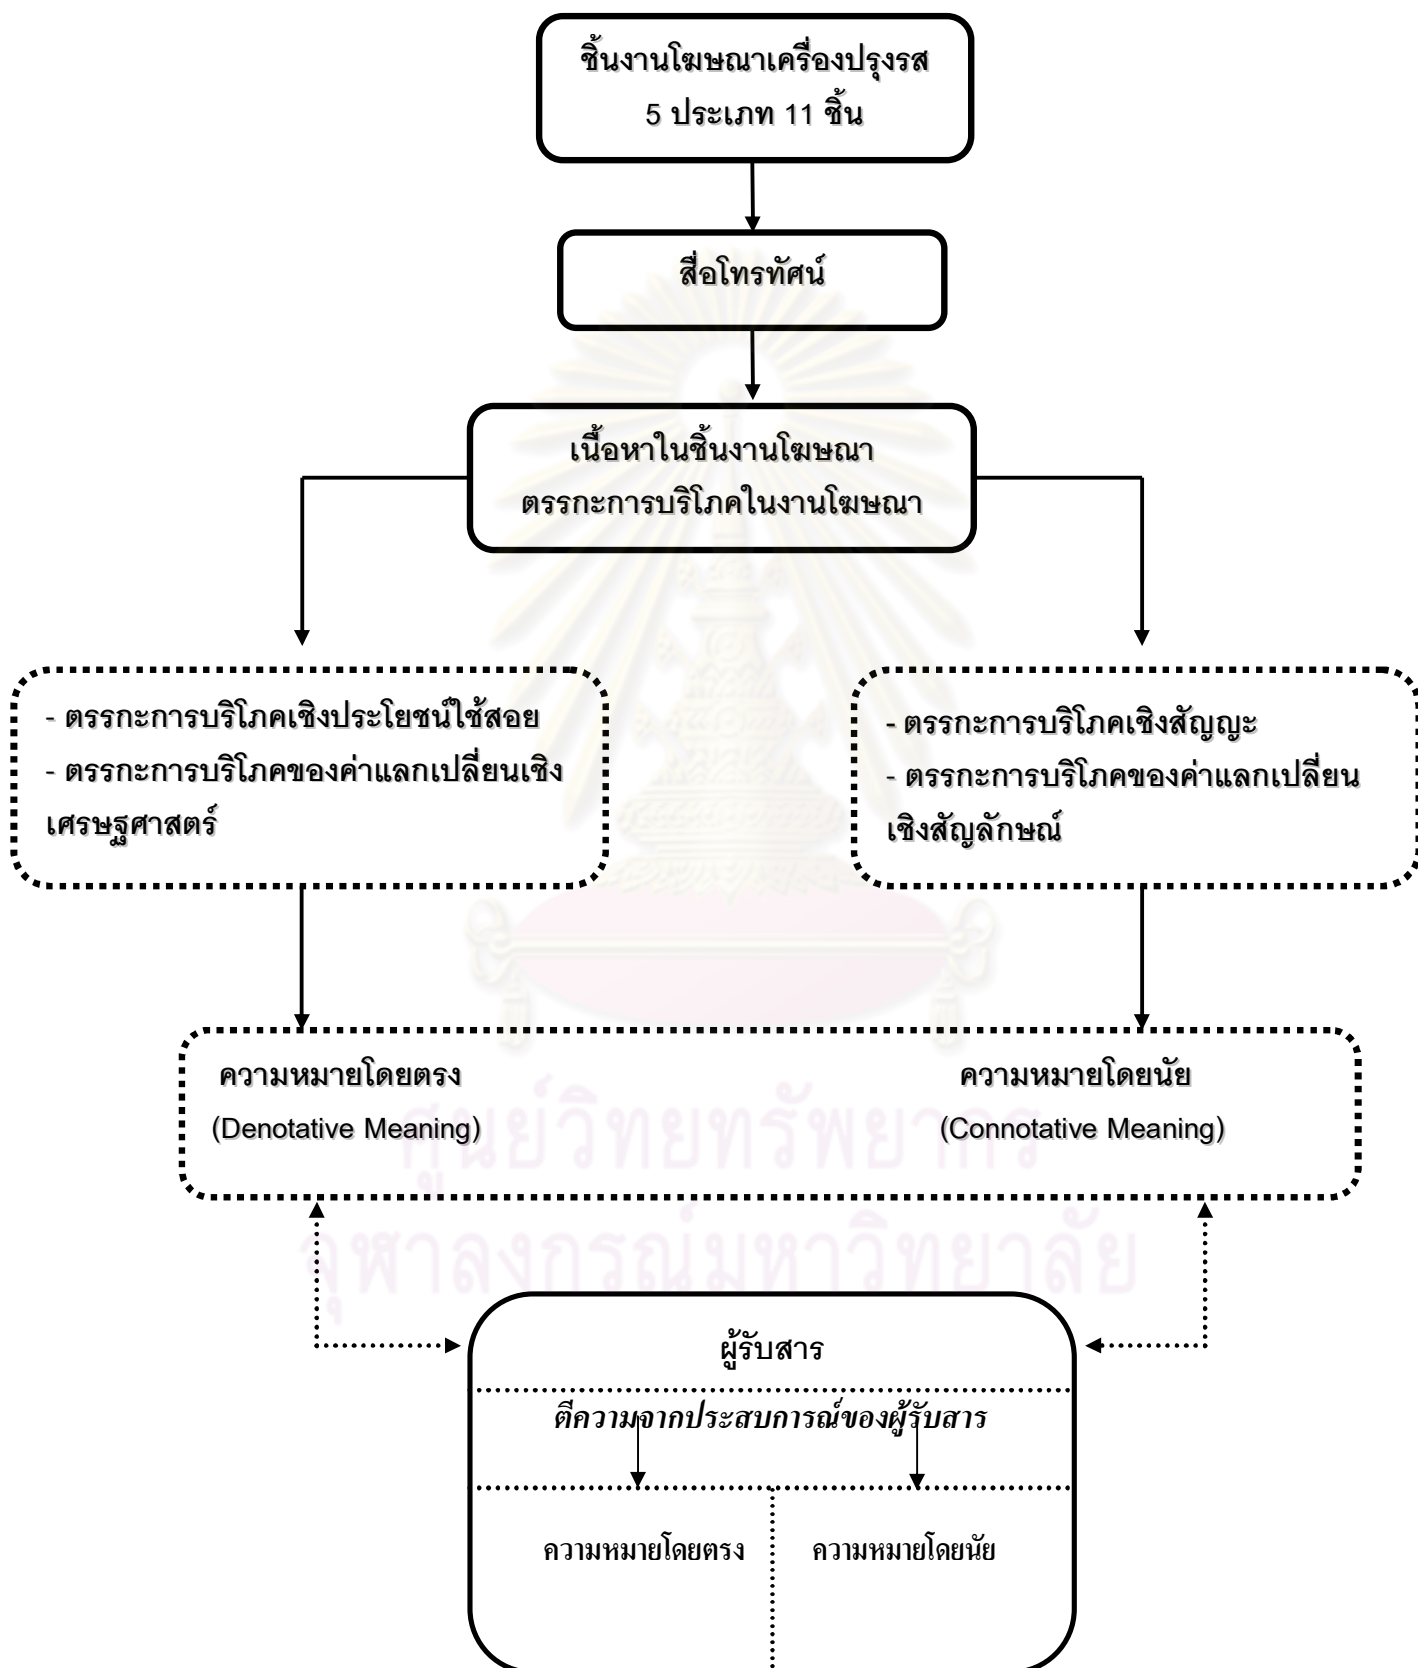 ชิ้นงานโฆษณาเครื่องปรุงรส
5 ประเภท 11 ชิ้น
สื่อโทรทัศน์
เนื้อหาในชิ้นงานโฆษณา
ตรรกะการบริโภคในงานโฆษณา
- ตรรกะการบริโภคเชิงประโยชน์ใช้สอย
- ตรรกะการบริโภคของค่าแลกเปลี่ยนเชิง
เศรษฐศาสตร์
- ตรรกะการบริโภคเชิงสัญญะ
- ตรรกะการบริโภคของค่าแลกเปลี่ยน
เชิงสัญลักษณ์
ความหมายโดยตรง
(Denotative Meaning)
ความหมายโดยนัย
(Connotative Meaning)
ศูนย์วิทยทรัพยากร
จุฬาลงกรณ์มหาวิทยาลัย
ผู้รับสาร
ตีความจากประสบการณ์ของผู้รับสาร
ความหมายโดยตรง
ความหมายโดยนัย